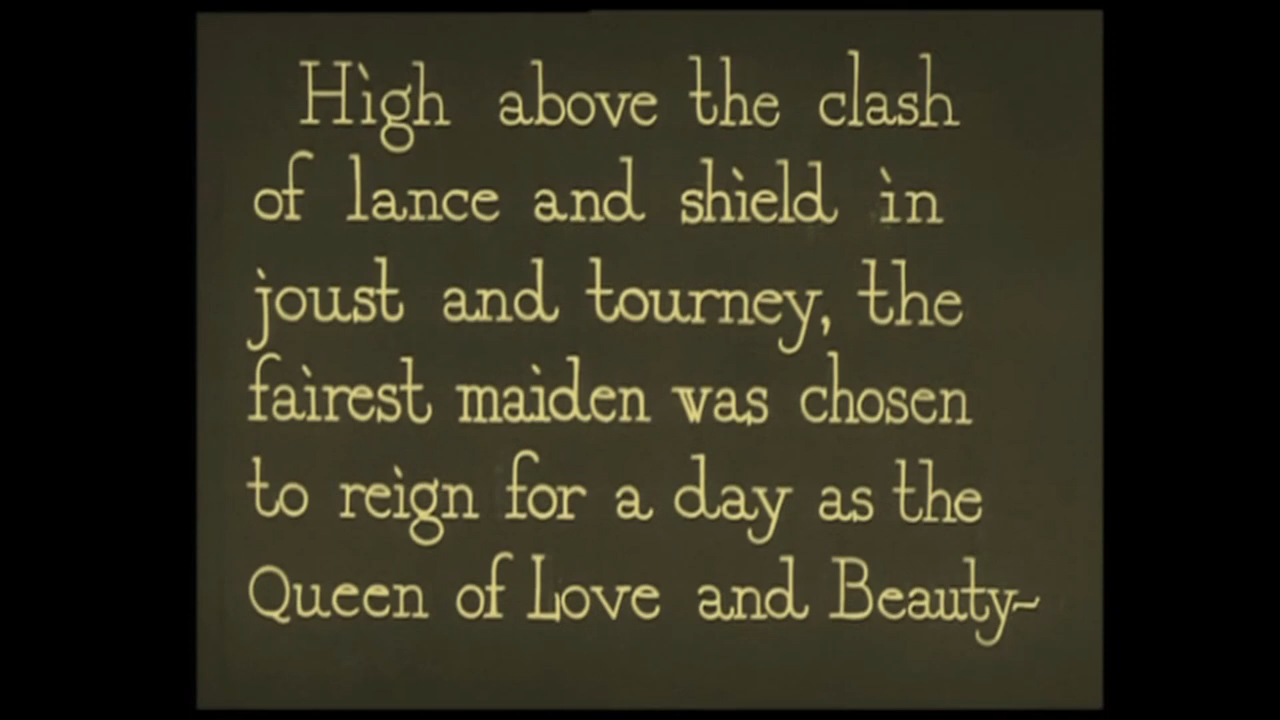 High above the clash
of lance and shield in
joust and tourney, the
fairest maiden was chosen
to reign for a day as the
Queen of Love and Beauty~